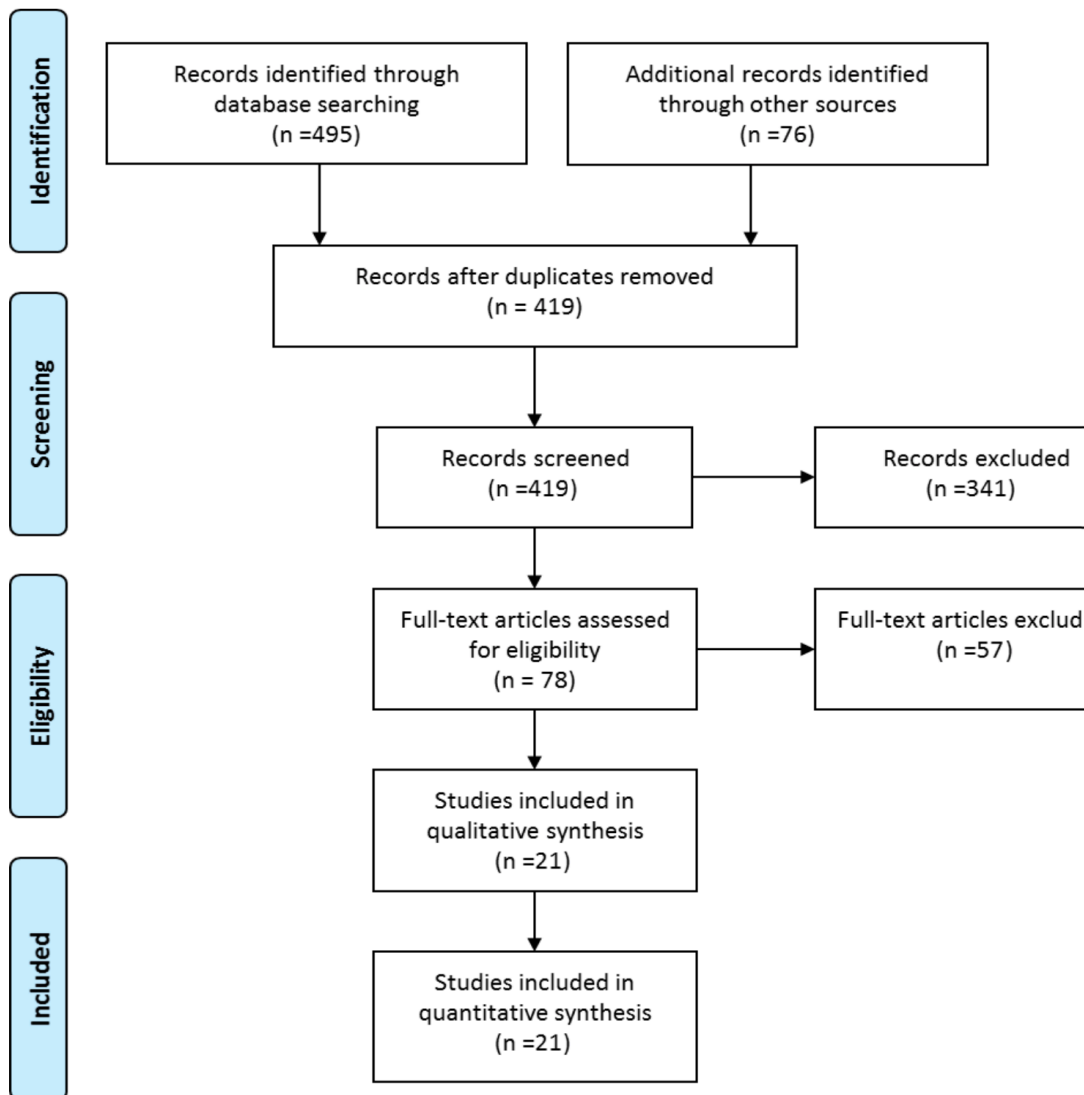 Identification
Records identified through
database searching
(n =495)
Additional records identified
through other sources
(n =76)
Records after duplicates removed
(n = 419)
Screening
Records screened
(n =419)
Records excluded
(n =341)
Eligibility
Full-text articles assessed
for eligibility
(n = 78)
Full-text articles exclud
(n =57)
Studies included in
qualitative synthesis
(n =21)
Included
Studies included in
quantitative synthesis
(n =21)